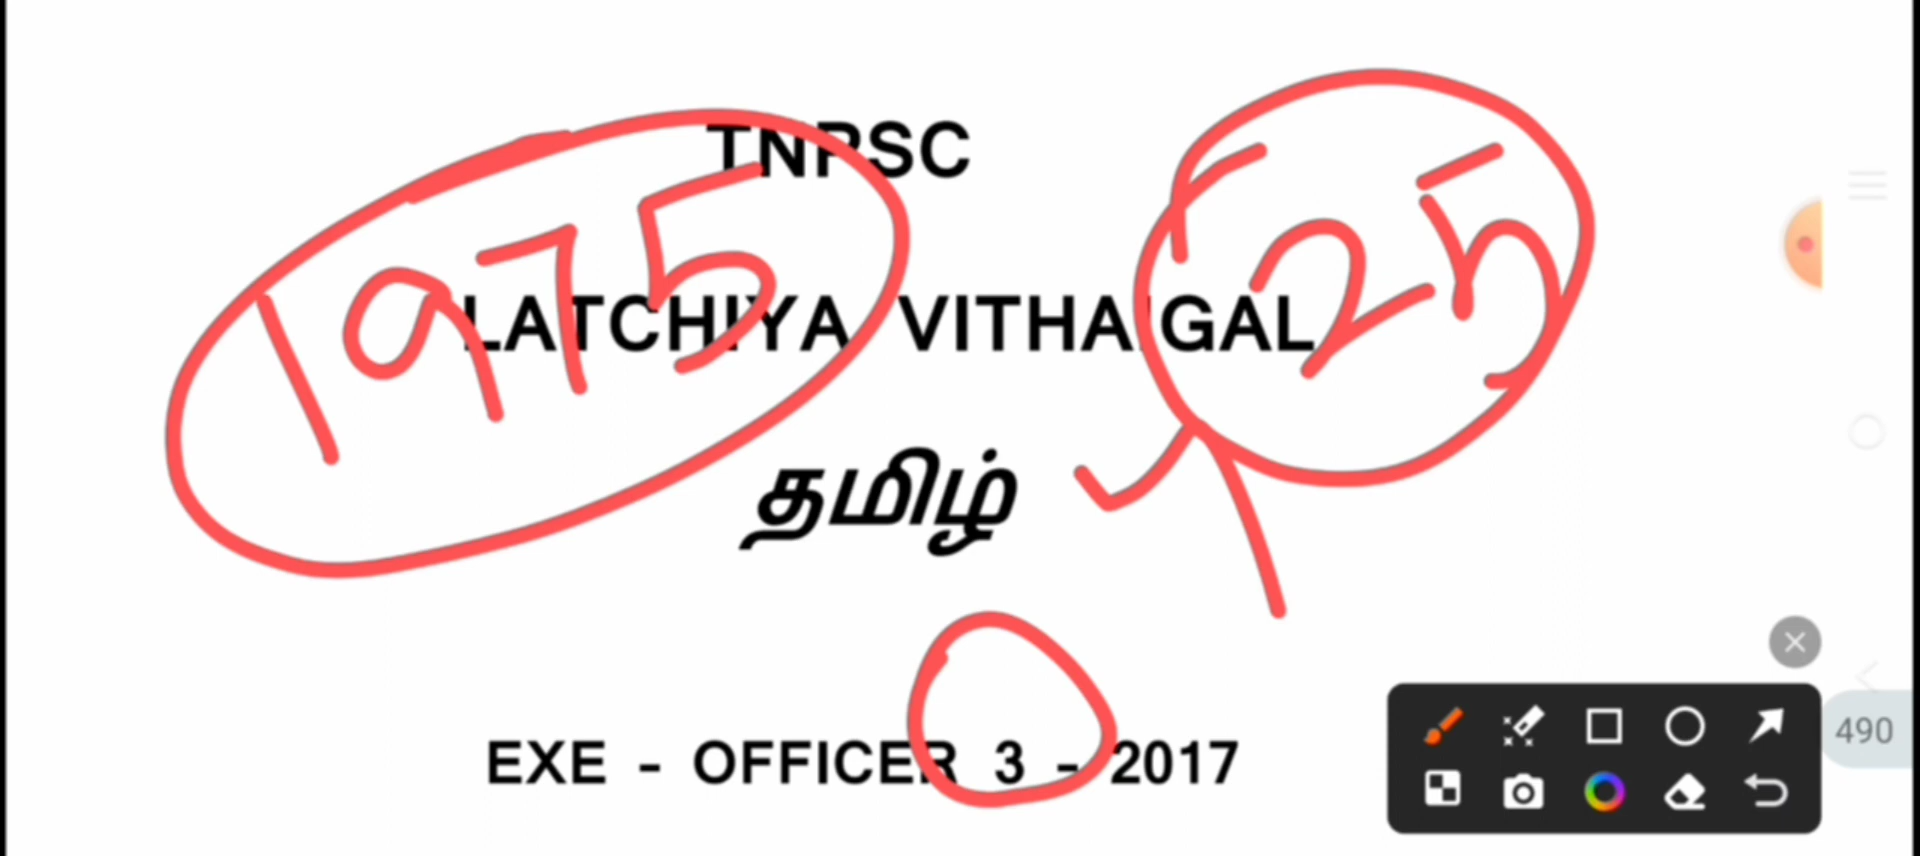 TNPSC
1975
25
LATCHIYA VITHAIGAL
தமிழ்
EXE - OFFICER 3 - 2017
490